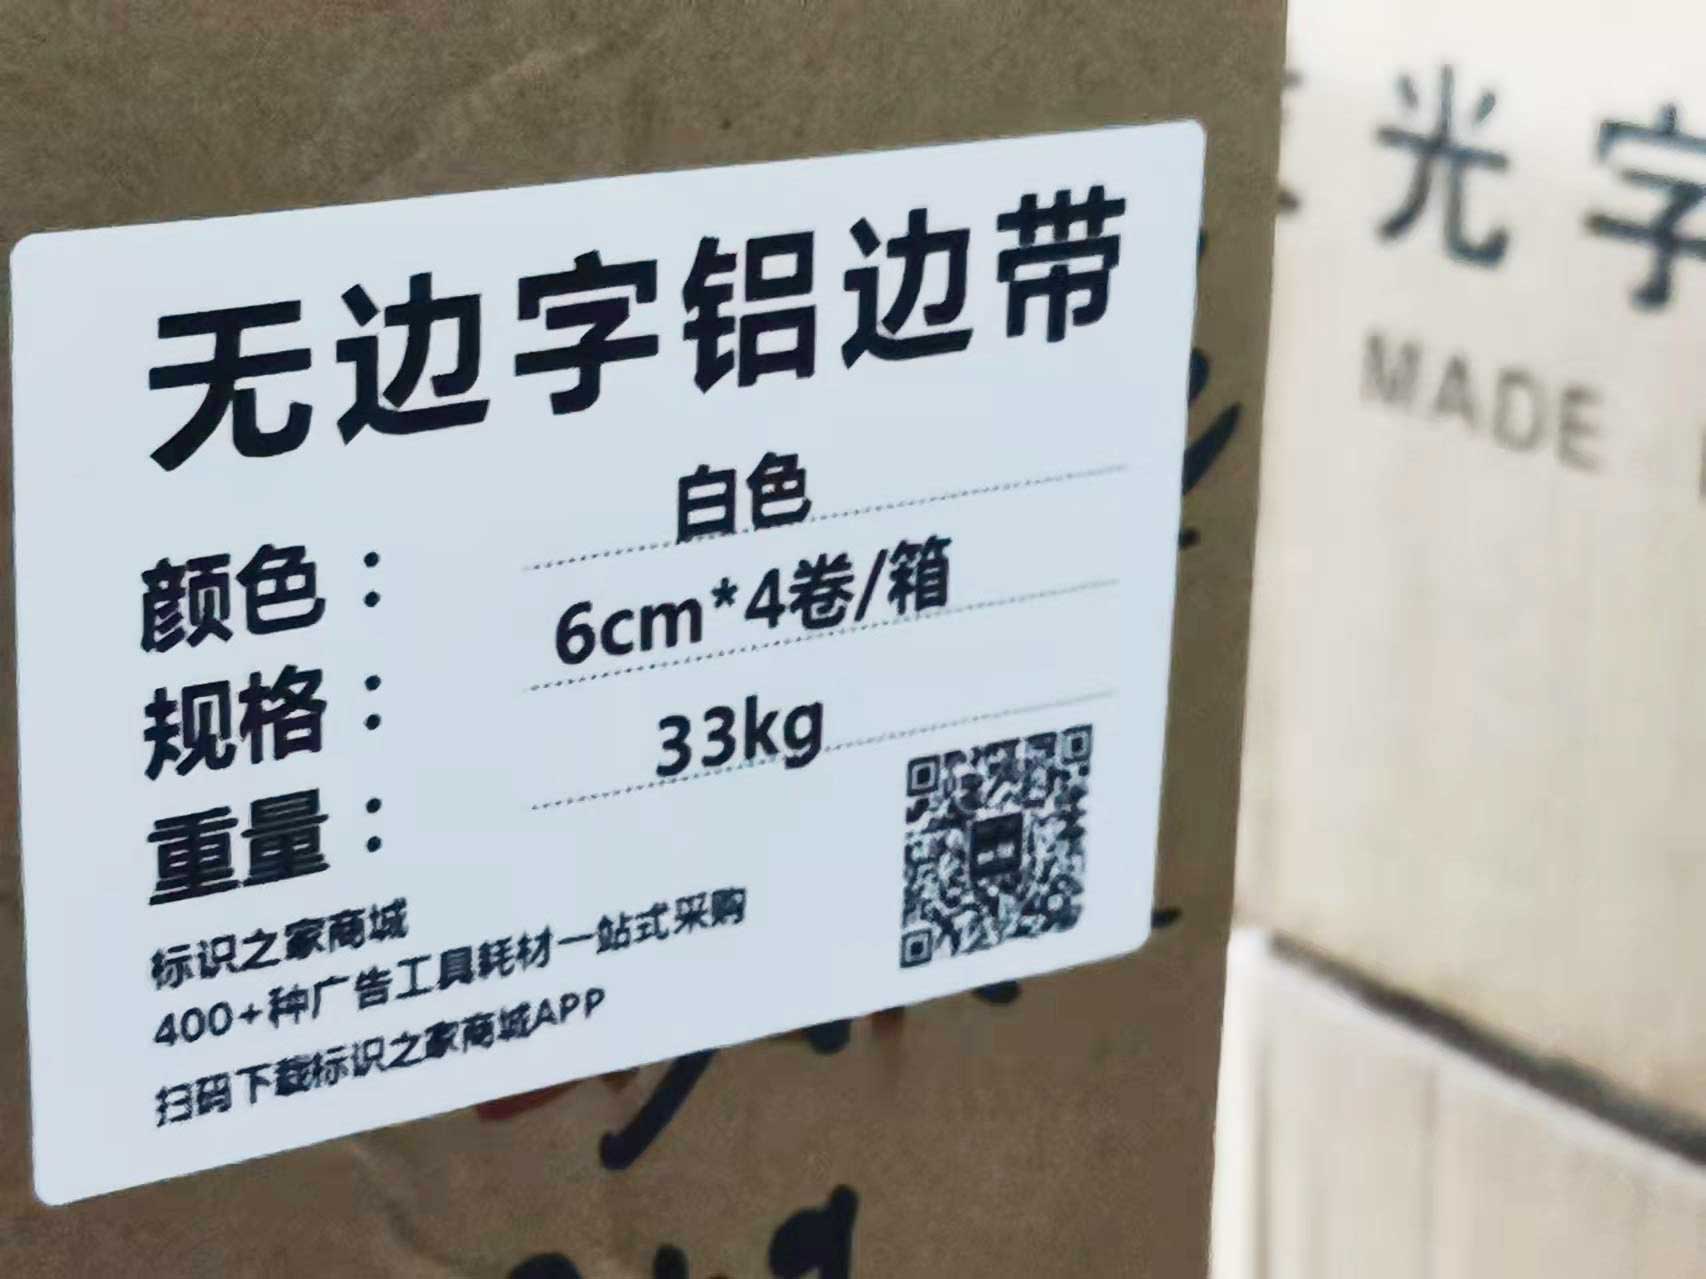 无边字铝边带
颜色： 白色
规格： 6cm*4卷/箱
重量： 33kg
标识之家商城
400+种广告工具耗材一站式采购
扫码下载标识之家商城APP
光字
MADE